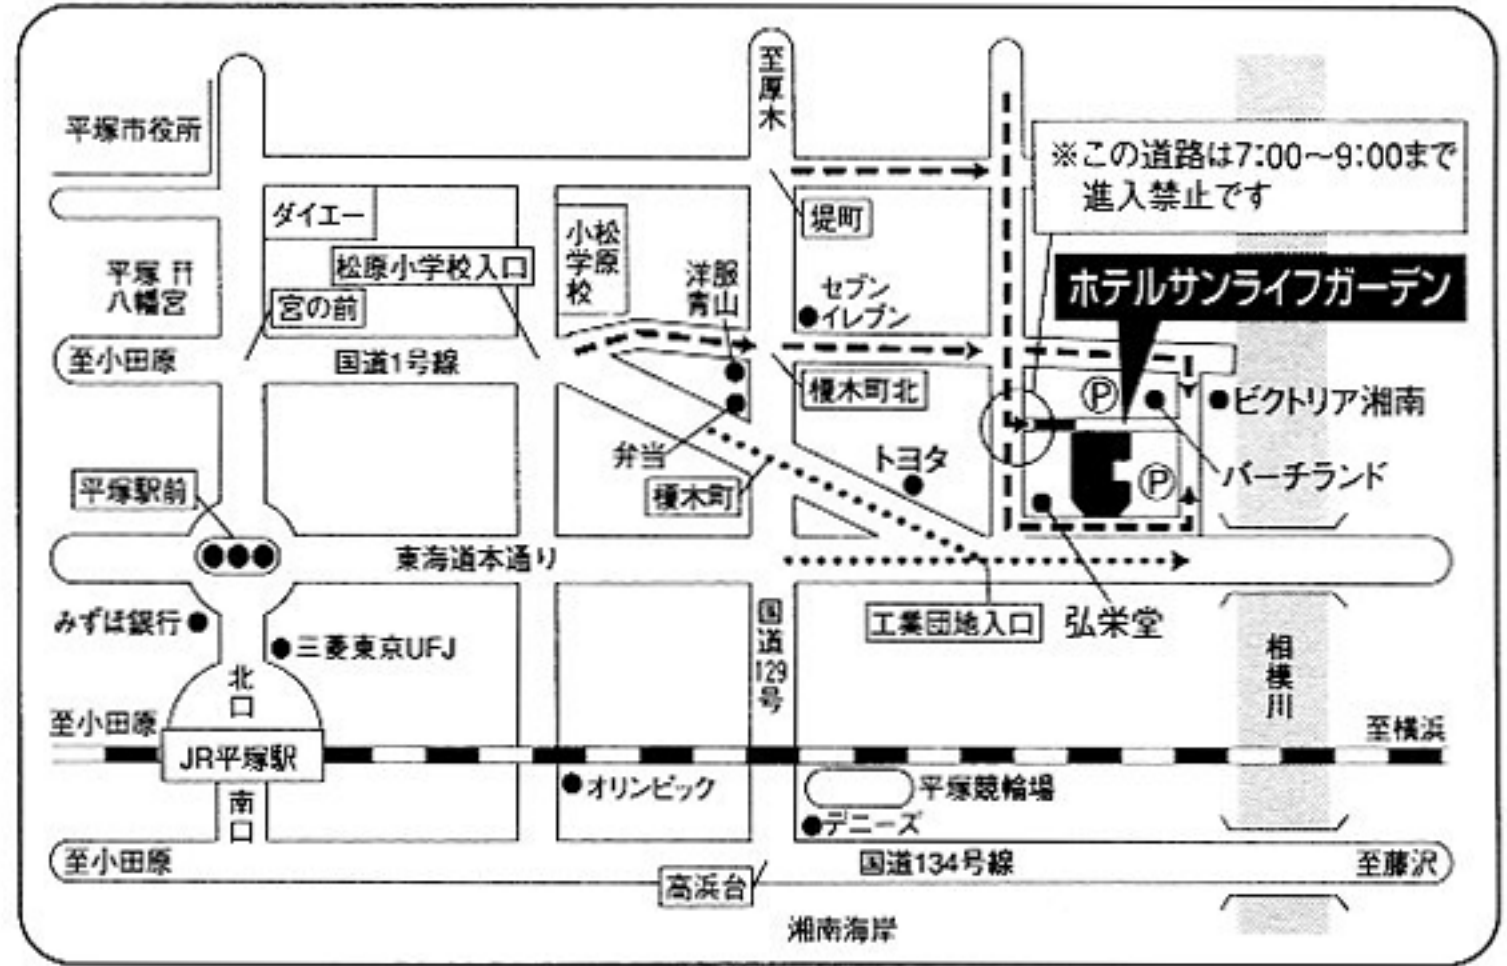 至厚木
平塚市役所
※この道路は7:00～9:00まで
進入禁止です
ダイエー
堤町
小松
学原
校
松原小学校入口
平塚
八幡宮
宮の前
洋服
青山
セブン
イレブン
ホテルサンライフガーデン
至小田原
国道1号線
榎木町北
P
ビクトリア湘南
弁当
トヨタ
バーチランド
平塚駅前
榎木町
P
東海道本通り
みずほ銀行
三菱東京UFJ
国道129号
工業団地入口
弘栄堂
北口
相模川
至小田原
至横浜
JR平塚駅
オリンピック
平塚競輪場
南口
デニーズ
至小田原
国道134号線
至藤沢
高浜台
湘南海岸